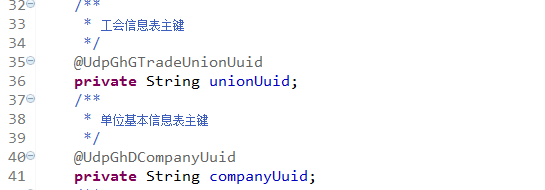 32 /**
33 * 工会信息表主键
34 */
35 @UdpGhGTradeUnionUuid
36 private String unionUuid;
37 /**
38 * 单位基本信息表主键
39 */
40 @UdpGhDCompanyUuid
41 private String companyUuid;